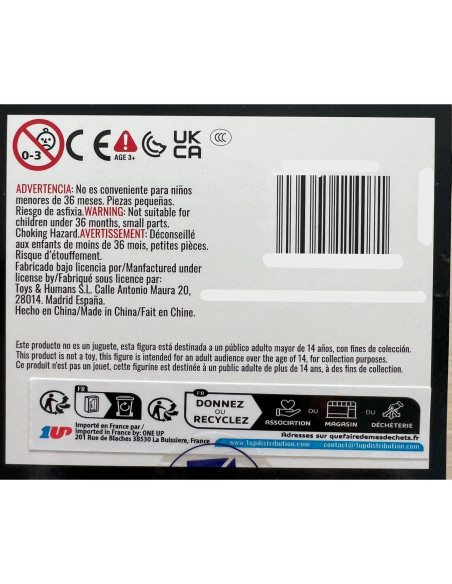 0-3
CE
AGE 3+
UK
CA
CCC
ADVERTENCIA: No es conveniente para niños
menores de 36 meses. Piezas pequeñas.
Riesgo de asfixia.WARNING: Not suitable for
children under 36 months, small parts.
Choking Hazard.AVERTISSEMENT: Déconseillé
aux enfants de moins de 36 mois, petites pièces.
Risque d'étouffement.
Fabricado bajo licencia por/Manfactured under
license by/Fabriqué sous licence par:
Toys & Humans S.L. Calle Antonio Maura 20,
28014. Madrid España.
Hecho en China/Made in China/Fait en Chine.
Este producto no es un juguete, esta figura está destinada a un público adulto mayor de 14 años, con fines de colección.
This product is not a toy, this figure is intended for an adult audience over the age of 14, for collection purposes.
Ce produit n'est pas un jouet, cette figurine est destinée à un public adulte de plus de 14 ans, à des fins de collection.
FR
FR
DONNEZ
OU
RECYCLEZ
ASSOCIATION
OU
MAGASIN
OU
DÉCHÈTERIE
Adresses sur quefairedemesdechets.fr
1UP
Importé en France par/
Imported in France by: ONE UP
201 Rue de Blaches 38530 La Buissiere, France
www.1updistribution.com
contact@1updistribution.com